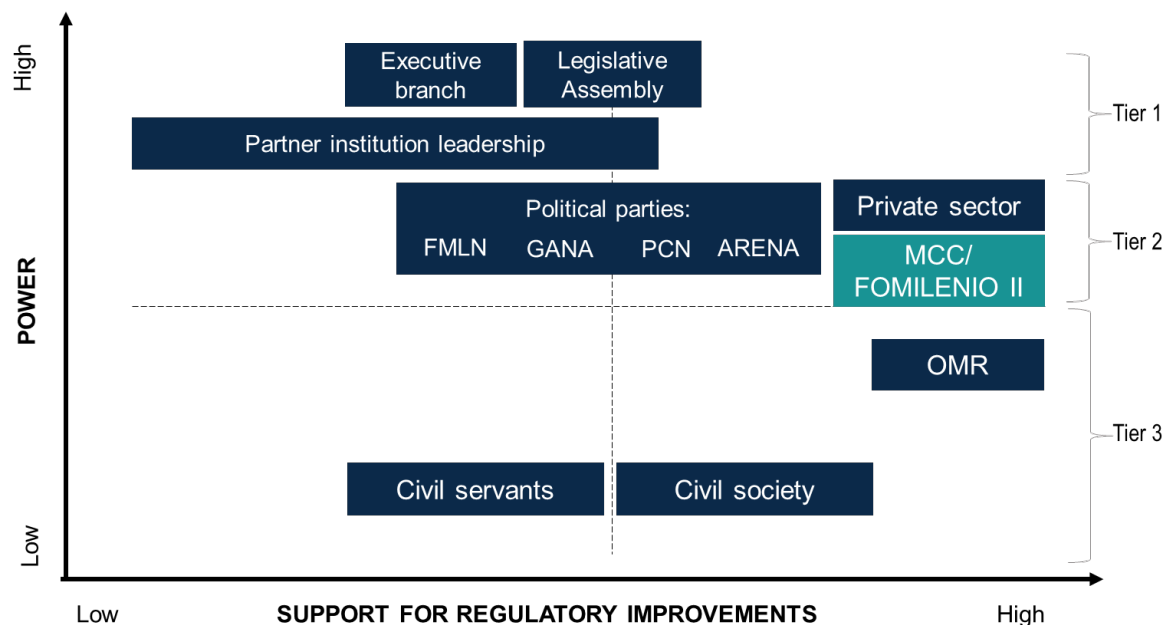 High
Executive
branch
Legislative
Assembly
Tier 1
Partner institution leadership
Political parties:
FMLN GANA PCN ARENA
Private sector
Tier 2
MCC/
FOMILENIO II
POWER
OMR
Tier 3
Civil servants
Civil society
Low
Low SUPPORT FOR REGULATORY IMPROVEMENTS High